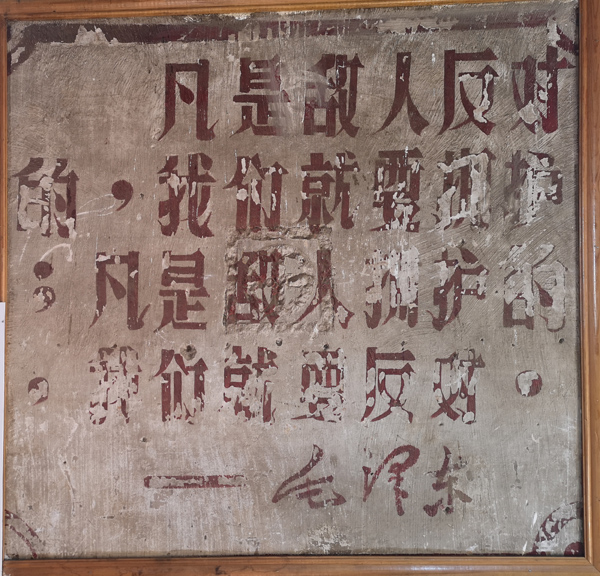 凡是敌人反对
的，我们就要拥护
；凡是敌人拥护的
，我们就要反对。
——毛泽东